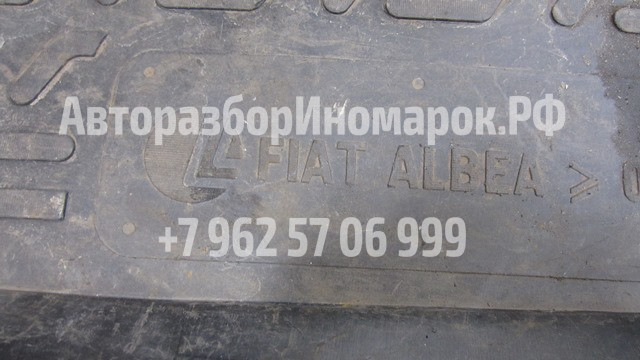 АвторазборИномарок.РФ
FIAT ALBEA >
+7 962 57 06 999